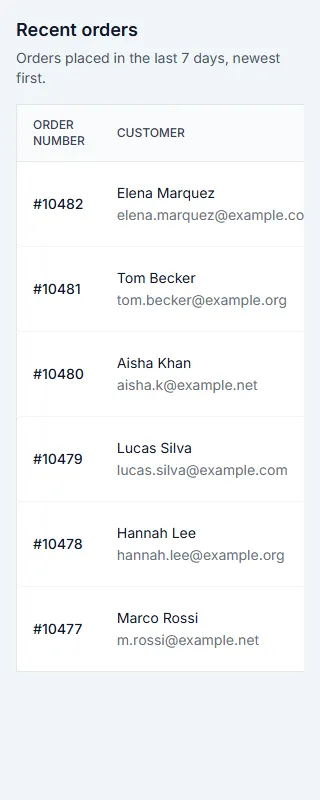 Recent orders
Orders placed in the last 7 days, newest
first.
ORDER
NUMBER
CUSTOMER
#10482
Elena Marquez
elena.marquez@example.co
#10481
Tom Becker
tom.becker@example.org
#10480
Aisha Khan
aisha.k@example.net
#10479
Lucas Silva
lucas.silva@example.com
#10478
Hannah Lee
hannah.lee@example.org
#10477
Marco Rossi
m.rossi@example.net